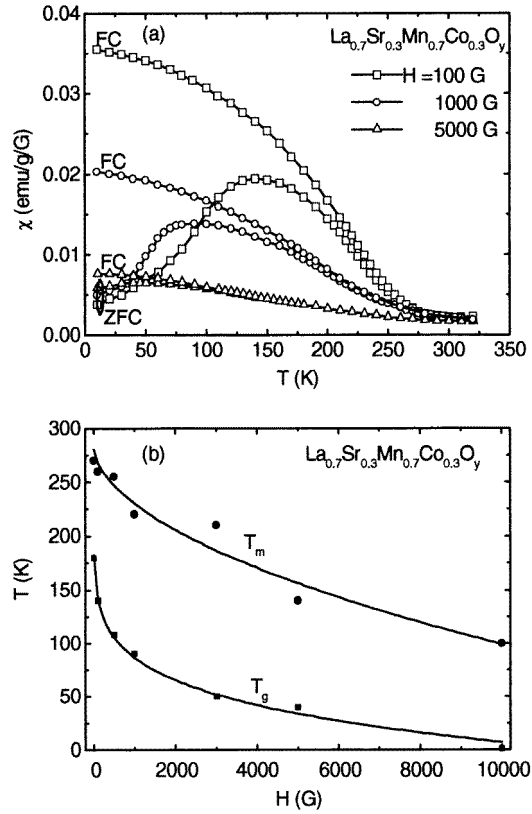 (a) La0.7Sr0.3Mn0.7Co0.3Oy
FC
H =100 G
1000 G
5000 G
FC
FC
ZFC
0.04
0.03
0.02
0.01
0.00
χ (emu/g/G)
0 50 100 150 200 250 300 350
T (K)
(b) La0.7Sr0.3Mn0.7Co0.3Oy
300
250
200
150
100
50
0
T (K)
Tm
Tg
0 2000 4000 6000 8000 10000
H (G)